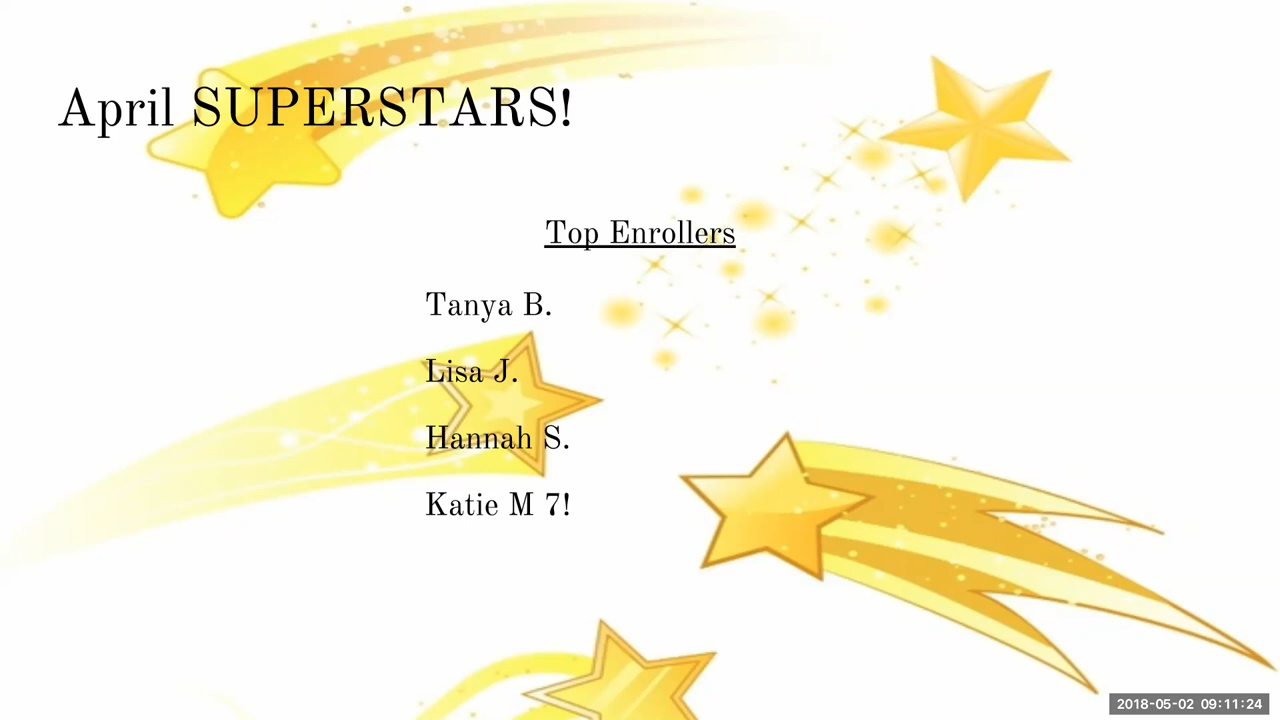 April SUPERSTARS!
Top Enrollers
Tanya B.
Lisa J.
Hannah S.
Katie M 7!
2018-05-02 09:11:24